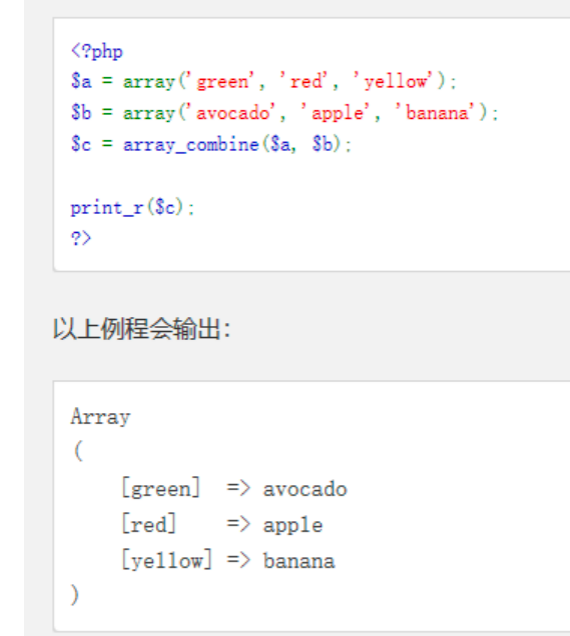 <?php
$a = array('green', 'red', 'yellow');
$b = array('avocado', 'apple', 'banana');
$c = array_combine($a, $b);
print_r($c);
?>
以上例程会输出：
Array
(
    [green]  => avocado
    [red]    => apple
    [yellow] => banana
)